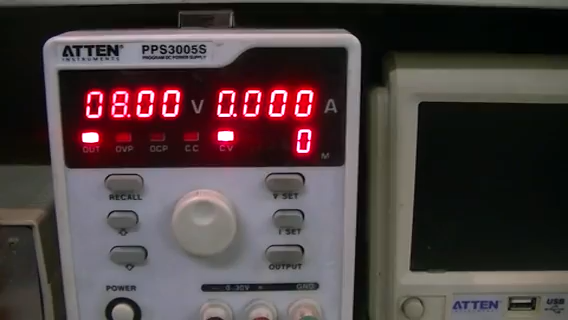 ATTEN PPS3005S
INSTRUMENTS PROGRAM DC POWER SUPPLY
08.00 V 0.000 A
OUT OVP OCP C C C V 0 M
RECALL V SET
I SET
OUTPUT
POWER
0-30V + GND
ATTEN USB